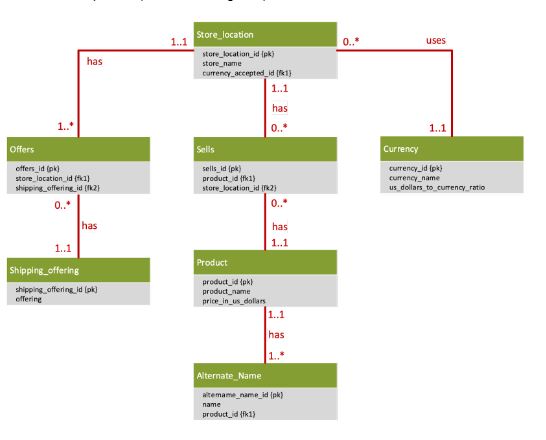 Store_location
store_location_id {pk}
store_name
currency_accepted_id {fk1}
1..1
0..*
uses
has
1..1
has
1..*
0..*
1..1
Offers
offers_id {pk}
store_location_id {fk1}
shipping_offering_id {fk2}
Sells
sells_id {pk}
product_id {fk1}
store_location_id {fk2}
Currency
currency_id {pk}
currency_name
us_dollars_to_currency_ratio
0..*
has
1..1
0..*
has
1..1
Shipping_offering
shipping_offering_id {pk}
offering
Product
product_id {pk}
product_name
price_in_us_dollars
1..1
has
1..*
Alternate_Name
altername_name_id {pk}
name
product_id {fk1}